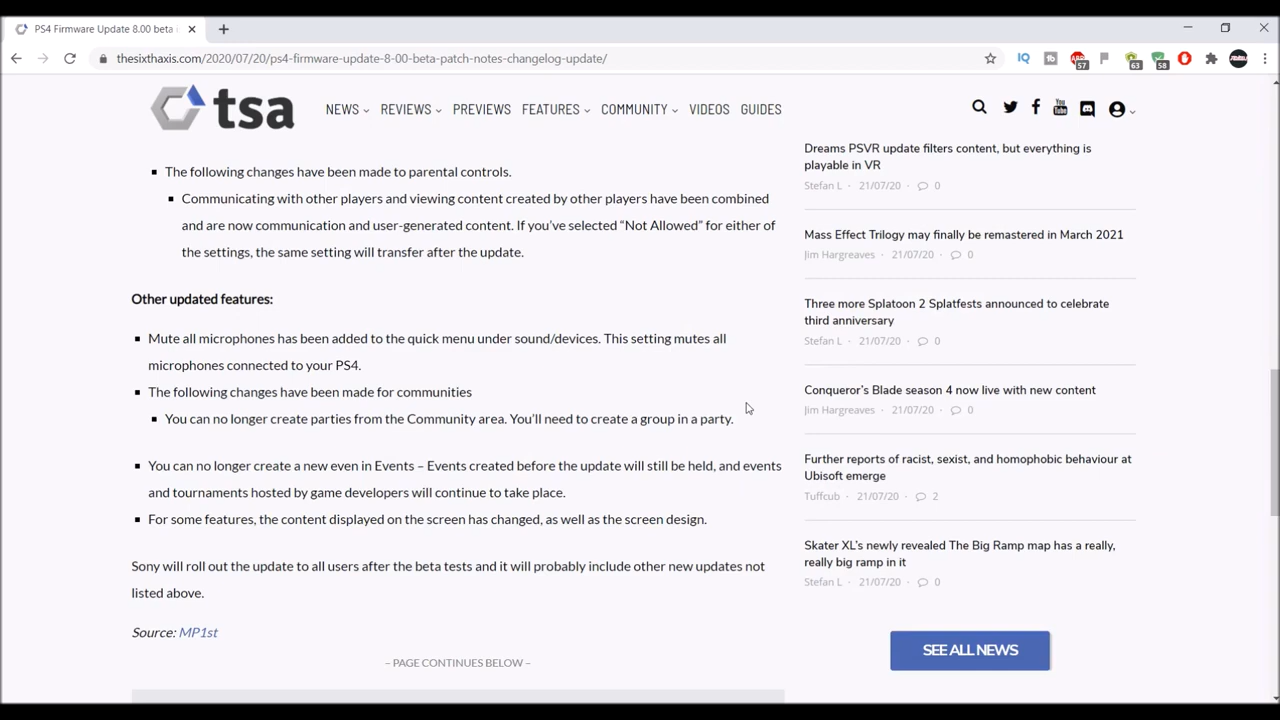 PS4 Firmware Update 8.00 beta
thesixthaxis.com/2020/07/20/ps4-firmware-update-8-00-beta-patch-notes-changelog-update/
57
63
58
tsa
NEWS REVIEWS PREVIEWS FEATURES COMMUNITY VIDEOS GUIDES
The following changes have been made to parental controls.
Communicating with other players and viewing content created by other players have been combined
and are now communication and user-generated content. If you’ve selected “Not Allowed” for either of
the settings, the same setting will transfer after the update.
Other updated features:
Mute all microphones has been added to the quick menu under sound/devices. This setting mutes all
microphones connected to your PS4.
The following changes have been made for communities
You can no longer create parties from the Community area. You’ll need to create a group in a party.
You can no longer create a new even in Events – Events created before the update will still be held, and events
and tournaments hosted by game developers will continue to take place.
For some features, the content displayed on the screen has changed, as well as the screen design.
Sony will roll out the update to all users after the beta tests and it will probably include other new updates not
listed above.
Source: MP1st
– PAGE CONTINUES BELOW –
Dreams PSVR update filters content, but everything is
playable in VR
Stefan L · 21/07/20 · 0
Mass Effect Trilogy may finally be remastered in March 2021
Jim Hargreaves · 21/07/20 · 0
Three more Splatoon 2 Splatfests announced to celebrate
third anniversary
Stefan L · 21/07/20 · 0
Conqueror’s Blade season 4 now live with new content
Jim Hargreaves · 21/07/20 · 0
Further reports of racist, sexist, and homophobic behaviour at
Ubisoft emerge
Tuffcub · 21/07/20 · 2
Skater XL’s newly revealed The Big Ramp map has a really,
really big ramp in it
Stefan L · 21/07/20 · 0
SEE ALL NEWS